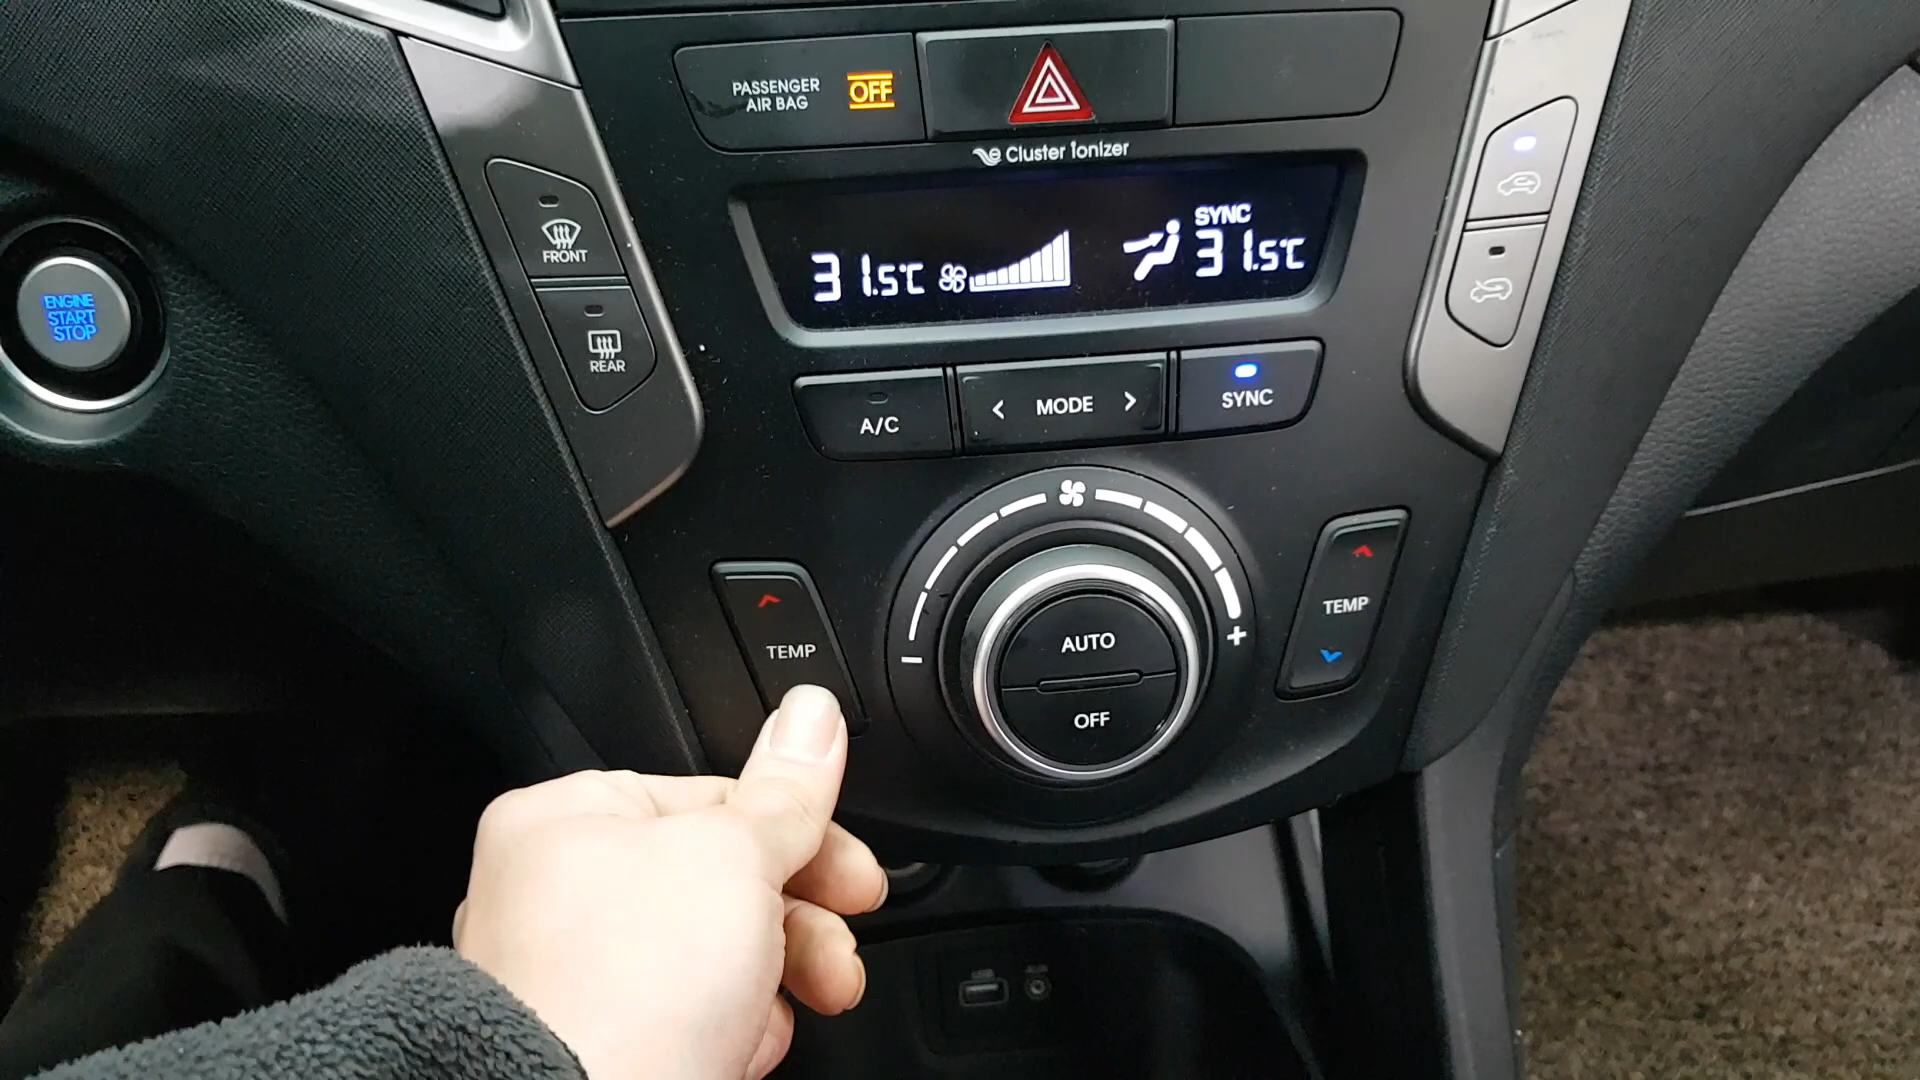 PASSENGER
AIR BAG
OFF
Cluster ionizer
SYNC
31.5°C
31.5°C
FRONT
REAR
ENGINE
START
STOP
A/C
< MODE >
SYNC
TEMP
TEMP
− +
AUTO
OFF